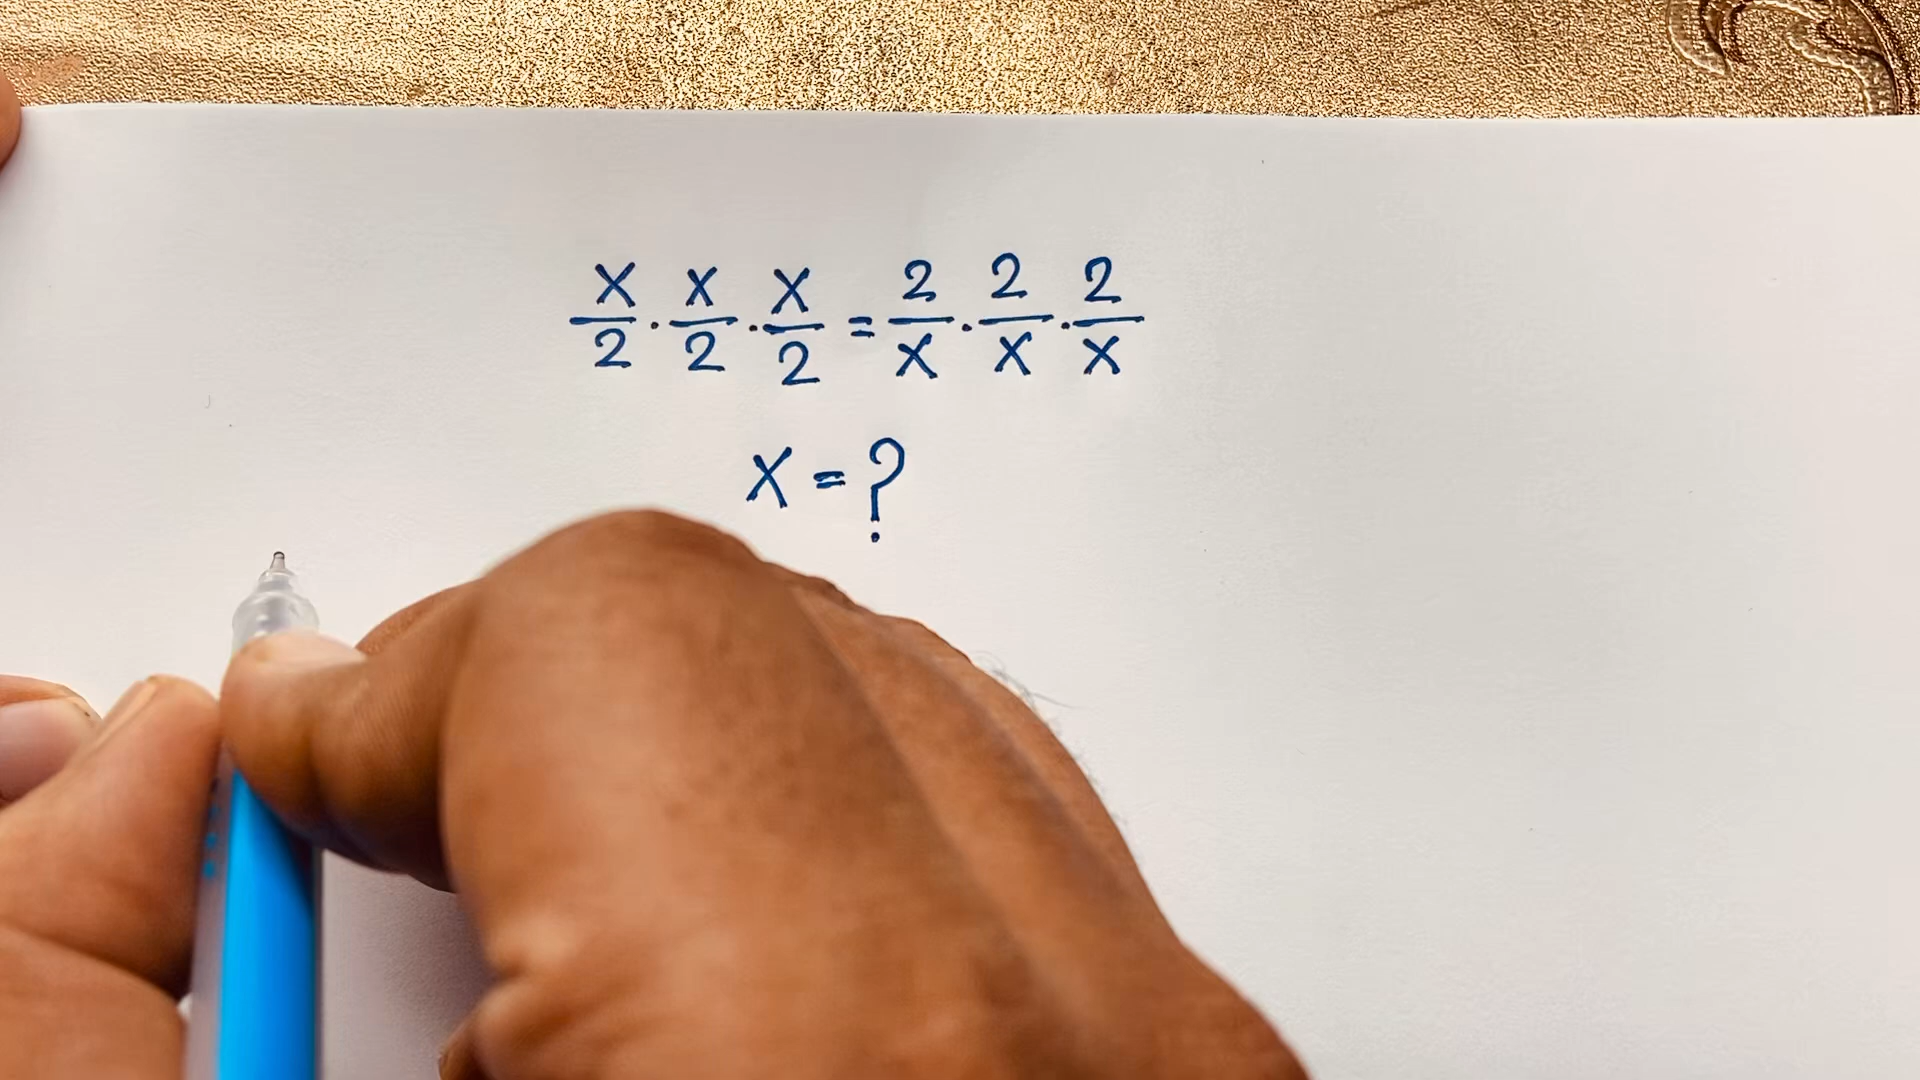 x/2 · x/2 · x/2 = 2/x · 2/x · 2/x
x = ?